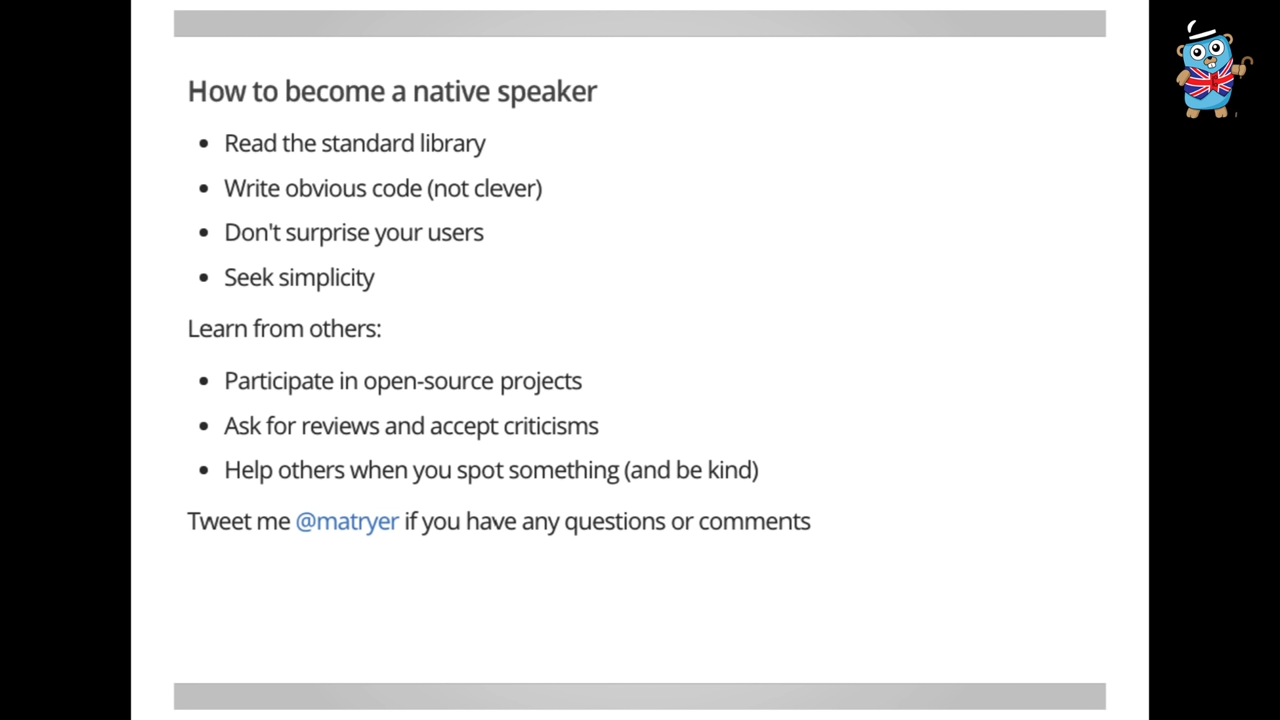 How to become a native speaker
• Read the standard library
• Write obvious code (not clever)
• Don't surprise your users
• Seek simplicity
Learn from others:
• Participate in open-source projects
• Ask for reviews and accept criticisms
• Help others when you spot something (and be kind)
Tweet me @matryer if you have any questions or comments